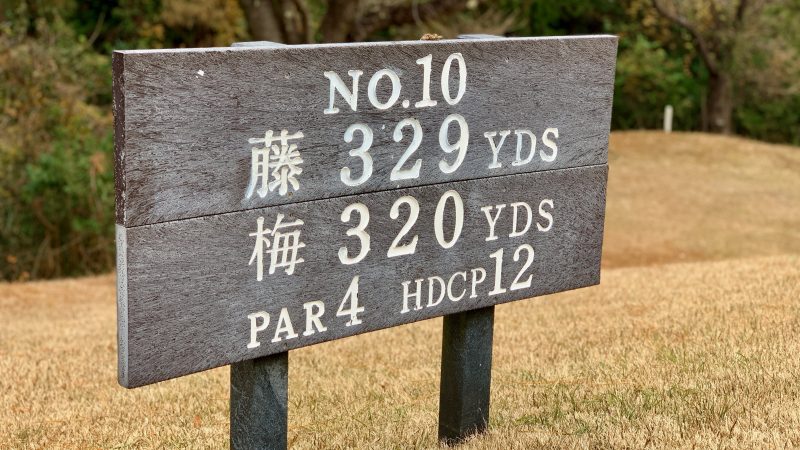 NO.10
藤 329 YDS
梅 320 YDS
PAR 4 HDCP 12